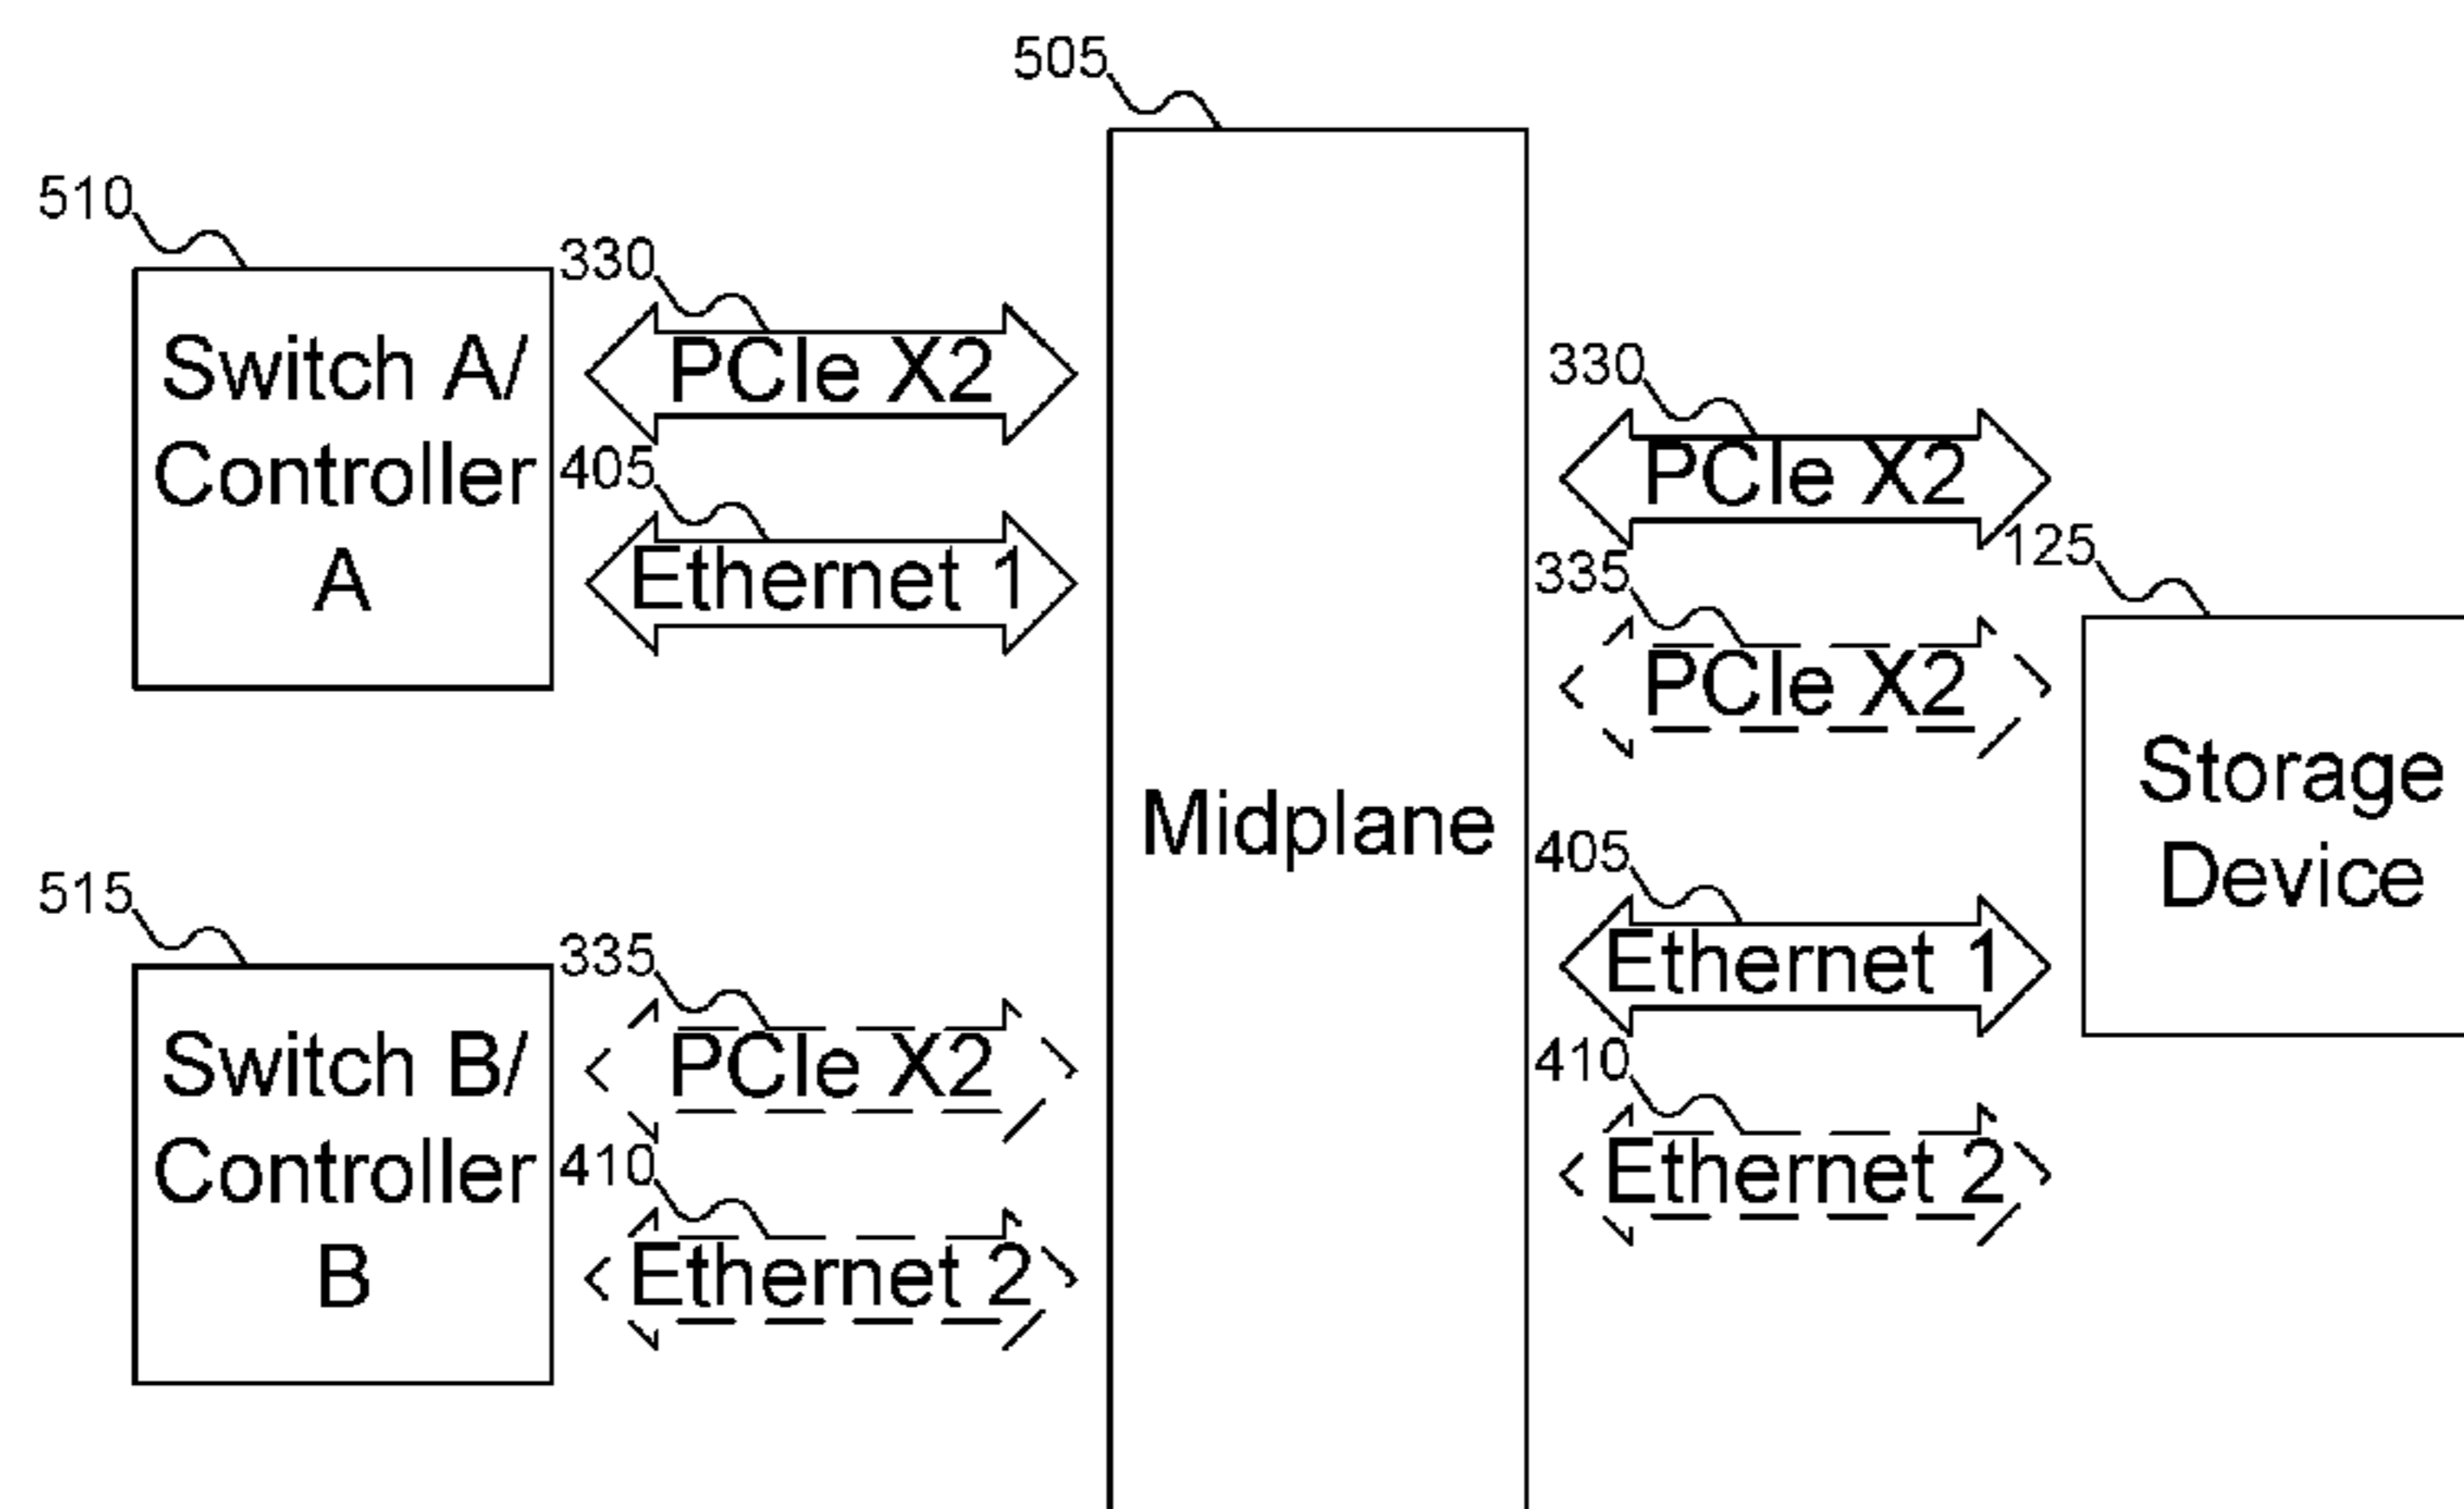 505
510
Switch A/
Controller
A
330
PCIe X2
405
Ethernet 1
515
Switch B/
Controller
B
335
PCIe X2
410
Ethernet 2
Midplane
330
PCIe X2
335
PCIe X2
405
Ethernet 1
410
Ethernet 2
125
Storage
Device